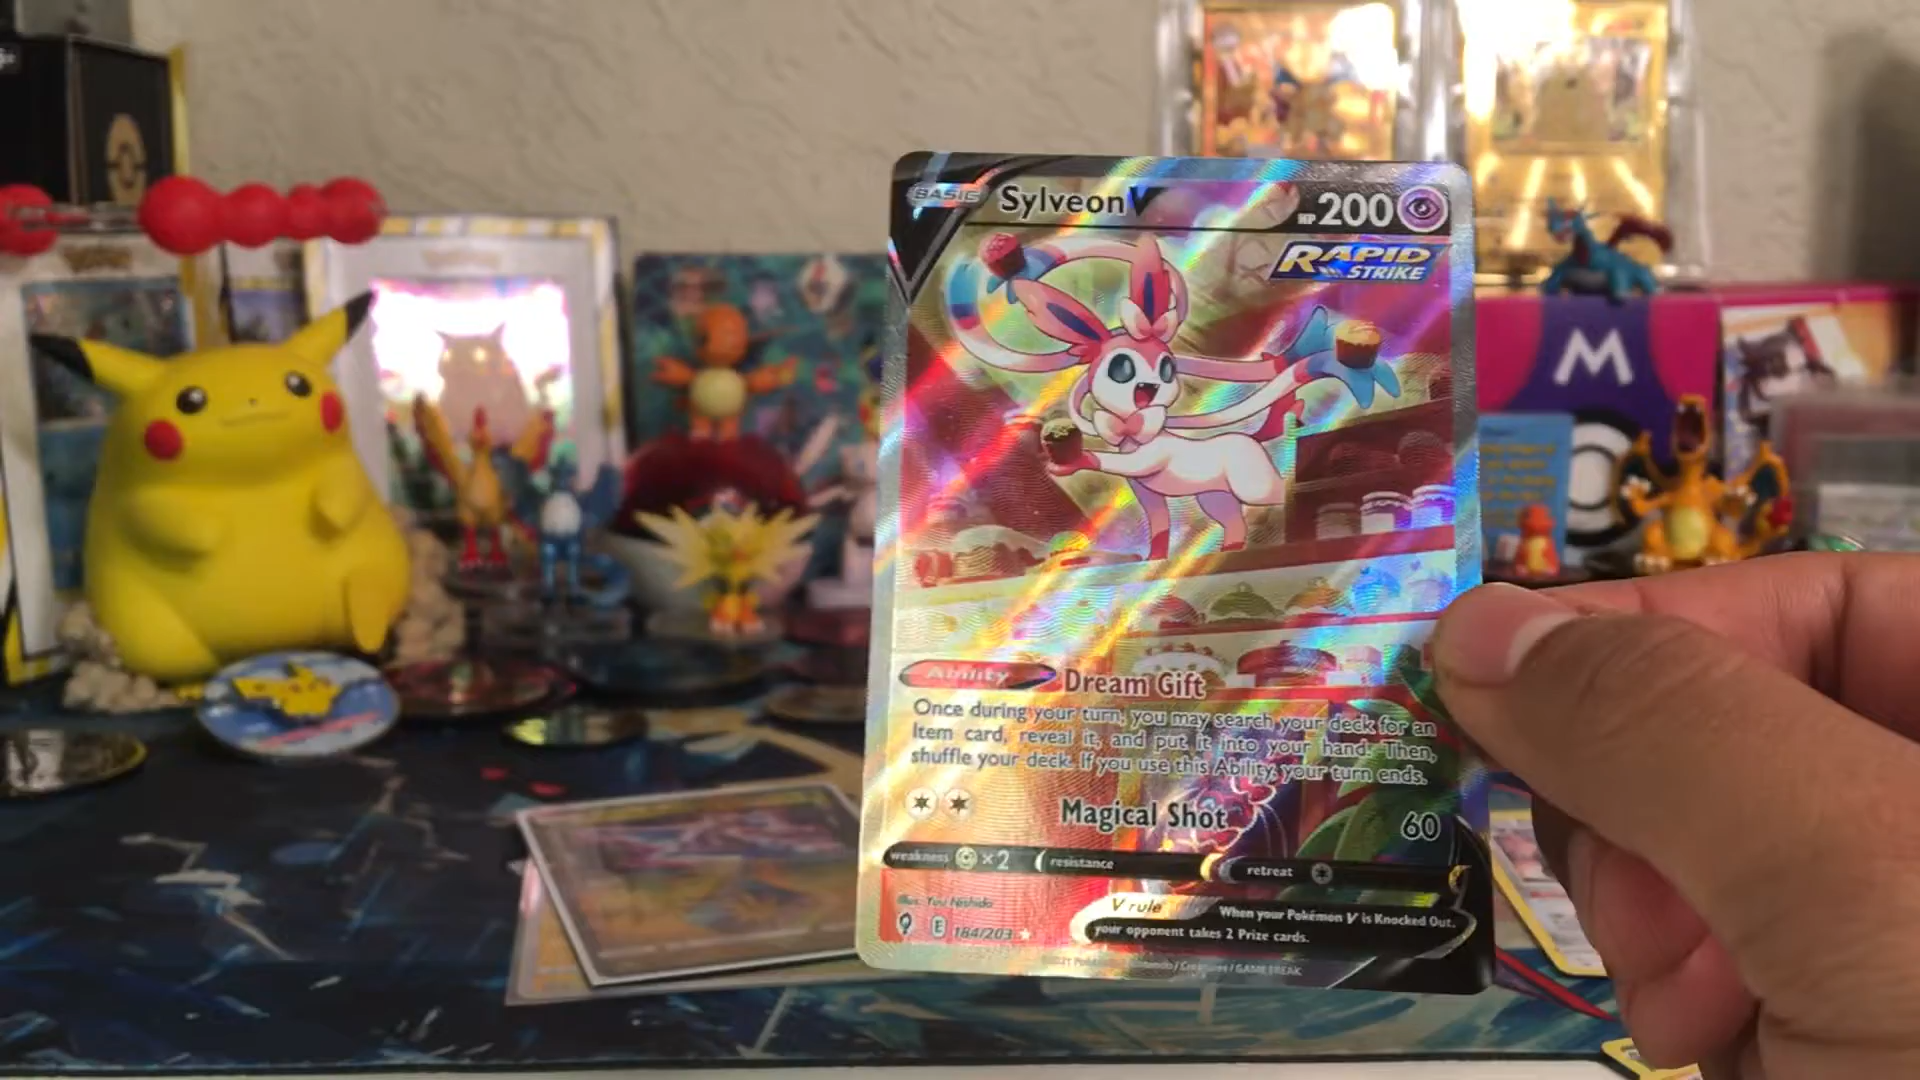 BASIC Sylveon V HP 200
RAPID
STRIKE
M
Ability Dream Gift
Once during your turn, you may search your deck for an
Item card, reveal it, and put it into your hand. Then,
shuffle your deck. If you use this Ability, your turn ends.
Magical Shot 60
weakness ×2 resistance retreat
Illus. Yuu Nishida
V rule When your Pokémon V is Knocked Out,
your opponent takes 2 Prize cards.
E 184/203